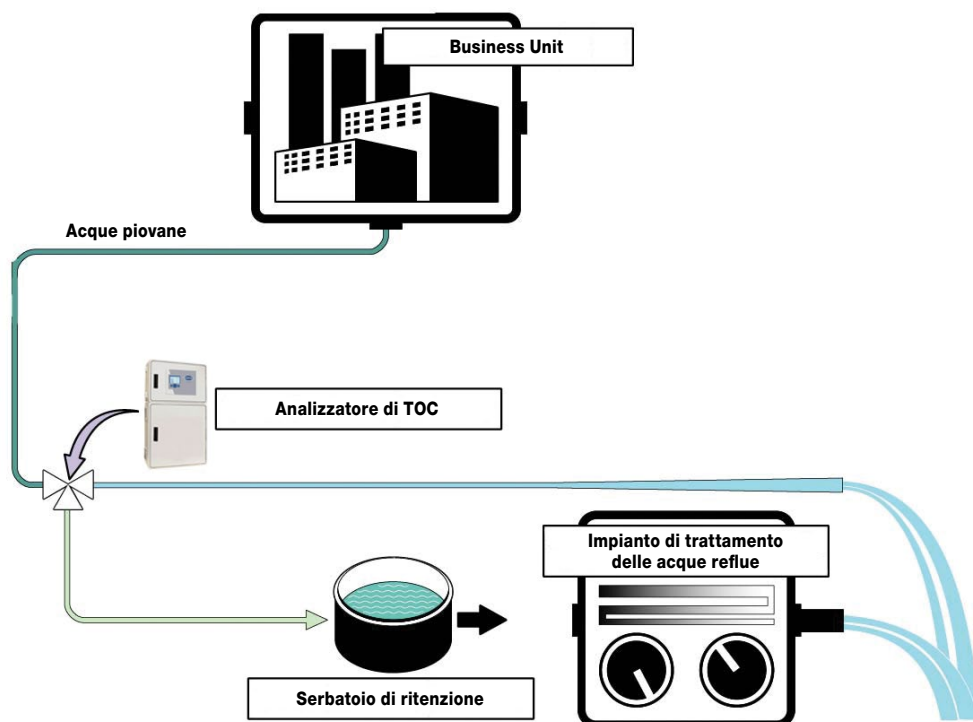 Business Unit
Acque piovane
Analizzatore di TOC
Impianto di trattamento
delle acque reflue
Serbatoio di ritenzione